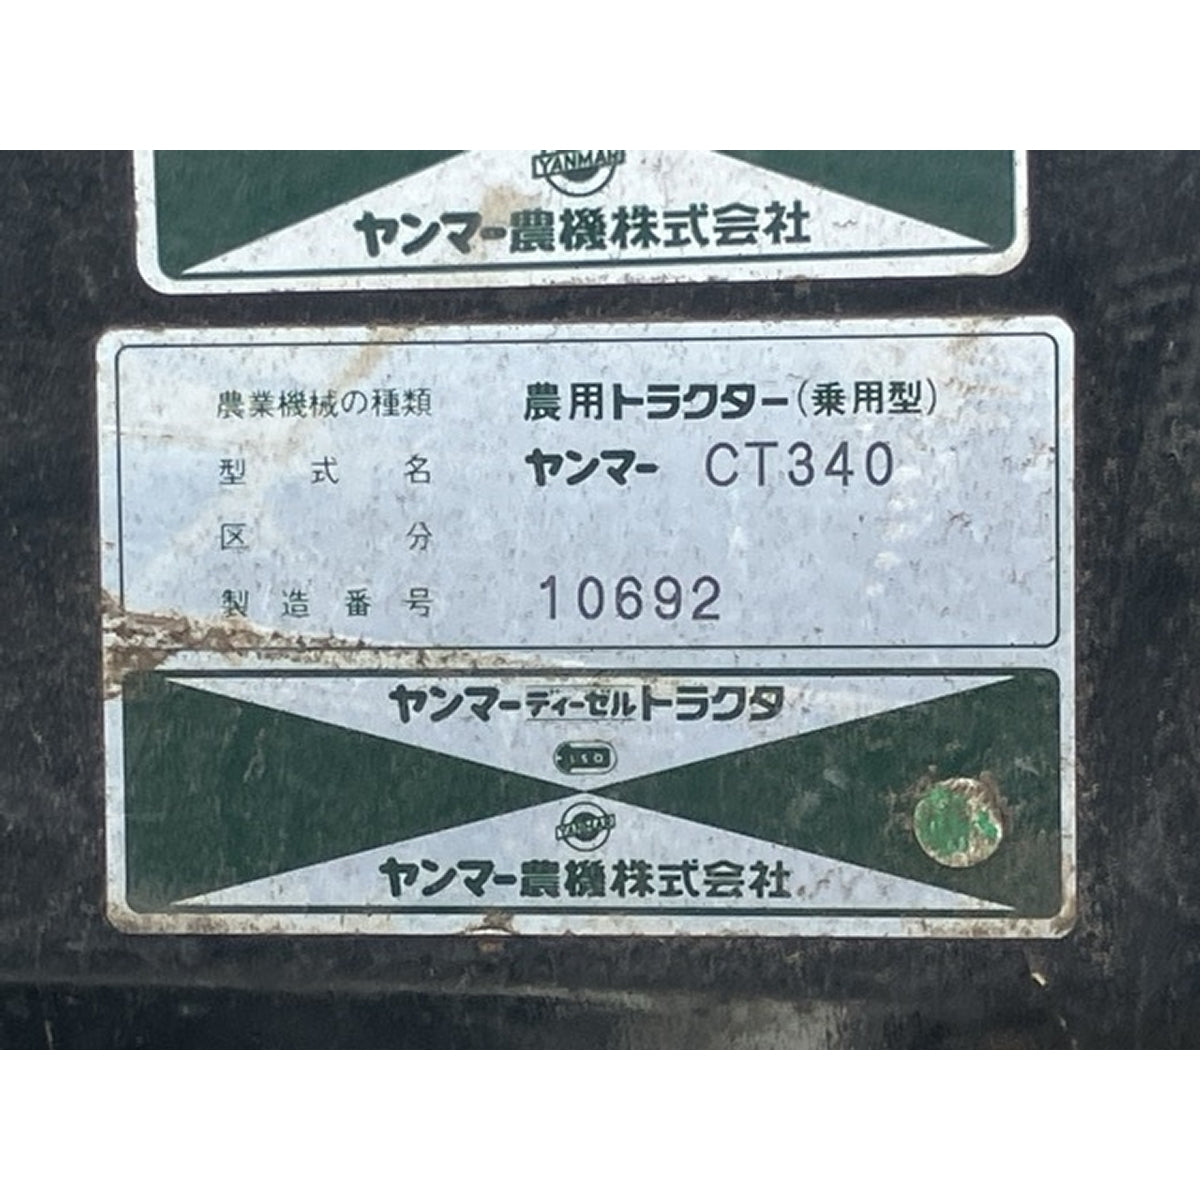 YANMAR
ヤンマー農機株式会社
農業機械の種類 農用トラクター(乗用型)
型式名 ヤンマー CT340
区分
製造番号 10692
ヤンマーディーゼルトラクタ
YANMAR
ヤンマー農機株式会社